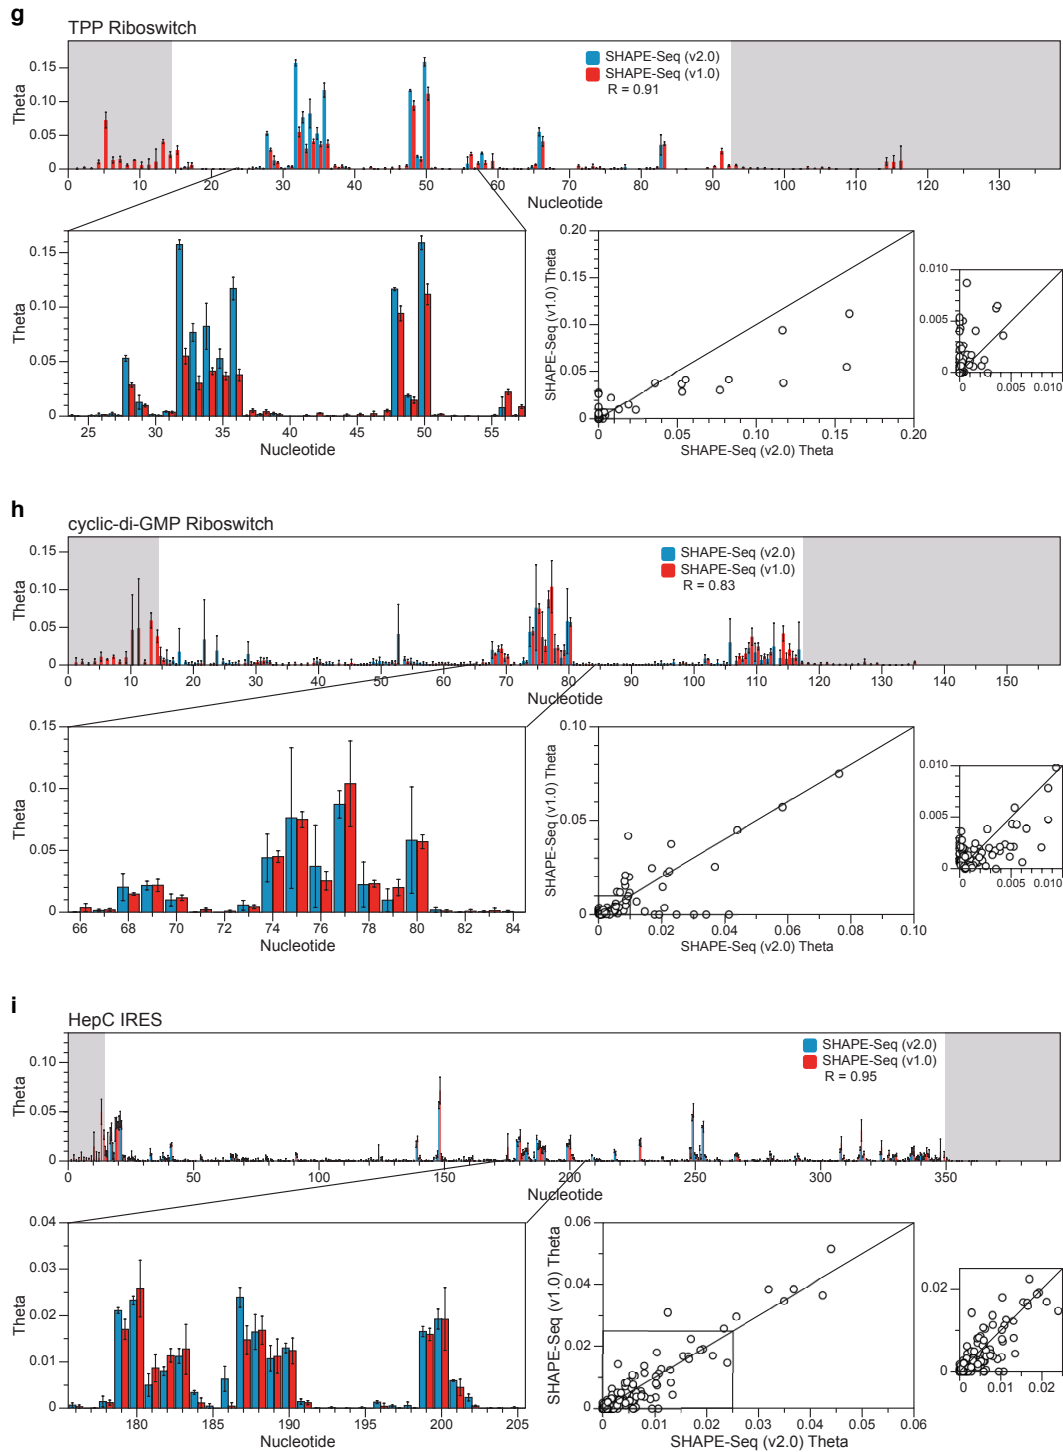 g
TPP Riboswitch
SHAPE-Seq (v2.0)
SHAPE-Seq (v1.0)
R = 0.91
Theta
0.15
0.10
0.05
0
0 10 20 30 40 50 60 70 80 90 100 110 120 130
Nucleotide
Theta
0.15
0.10
0.05
0
25 30 35 40 45 50 55
Nucleotide
SHAPE-Seq (v1.0) Theta
0.20
0.15
0.10
0.05
0
0 0.05 0.10 0.15 0.20
SHAPE-Seq (v2.0) Theta
0.010
0.005
0
0 0.005 0.010
h
cyclic-di-GMP Riboswitch
SHAPE-Seq (v2.0)
SHAPE-Seq (v1.0)
R = 0.83
Theta
0.15
0.10
0.05
0
0 10 20 30 40 50 60 70 80 90 100 110 120 130 140 150
Nucleotide
Theta
0.15
0.10
0.05
0
66 68 70 72 74 76 78 80 82 84
Nucleotide
SHAPE-Seq (v1.0) Theta
0.10
0.05
0
0 0.02 0.04 0.06 0.08 0.10
SHAPE-Seq (v2.0) Theta
0.010
0.005
0
0 0.005 0.010
i
HepC IRES
SHAPE-Seq (v2.0)
SHAPE-Seq (v1.0)
R = 0.95
Theta
0.10
0.05
0
0 50 100 150 200 250 300 350
Nucleotide
Theta
0.04
0.03
0.02
0.01
0
180 185 190 195 200 205
Nucleotide
SHAPE-Seq (v1.0) Theta
0.06
0.04
0.02
0
0 0.01 0.02 0.03 0.04 0.05 0.06
SHAPE-Seq (v2.0) Theta
0.02
0
0 0.01 0.02